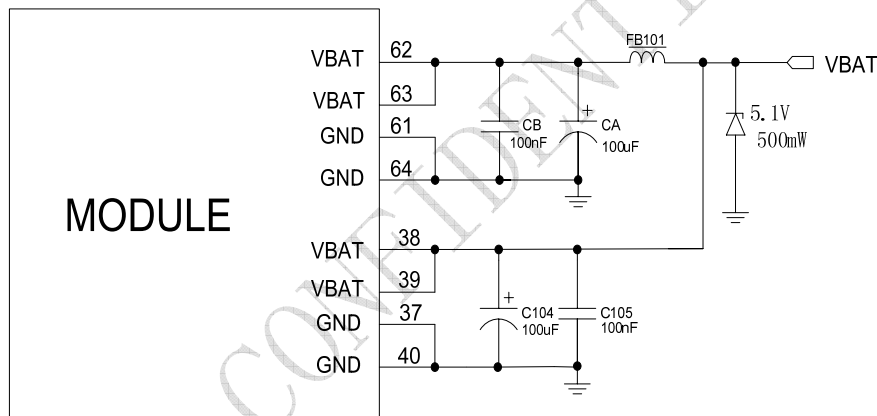 FB101
VBAT 62
VBAT
VBAT 63
5.1V
500mW
GND 61
CB
100nF
+
CA
100uF
GND 64
MODULE
VBAT 38
VBAT 39
GND 37
+
C104
100uF
C105
100nF
GND 40
CONFIDENT